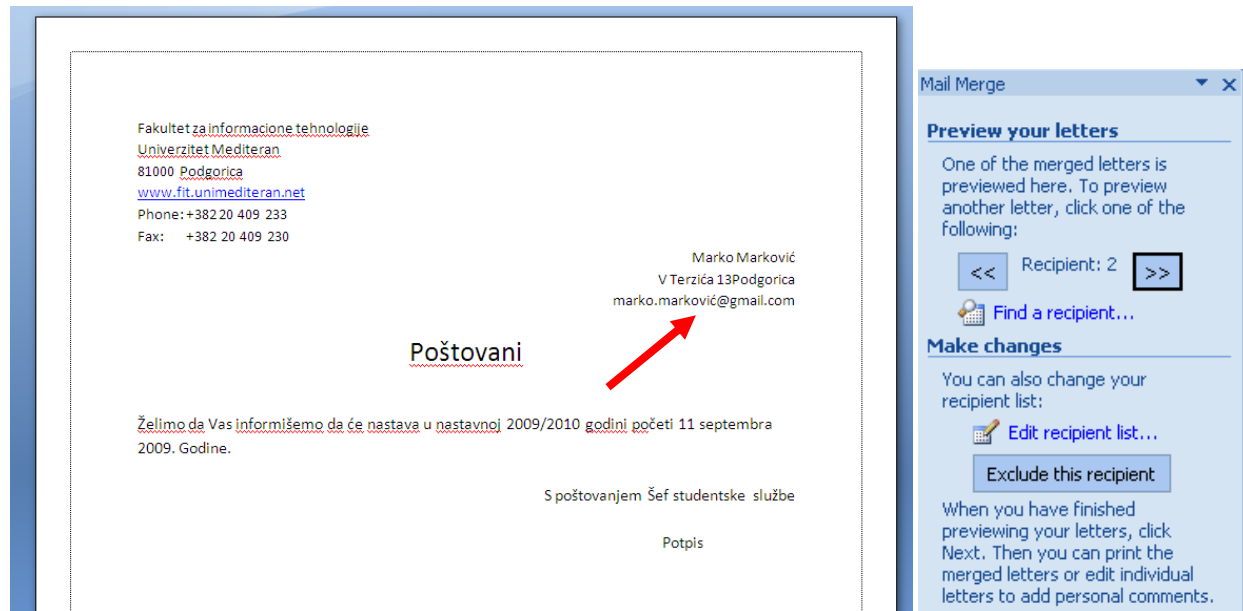 Fakultet za informacione tehnologije
Univerzitet Mediteran
81000 Podgorica
www.fit.unimediteran.net
Phone: +382 20 409 233
Fax: +382 20 409 230
Marko Marković
V Terzića 13Podgorica
marko.marković@gmail.com
Poštovani
Želimo da Vas informišemo da će nastava u nastavnoj 2009/2010 godini početi 11 septembra
2009. Godine.
S poštovanjem Šef studentske službe
Potpis
Mail Merge
Preview your letters
One of the merged letters is
previewed here. To preview
another letter, click one of the
following:
<< Recipient: 2 >>
Find a recipient...
Make changes
You can also change your
recipient list:
Edit recipient list...
Exclude this recipient
When you have finished
previewing your letters, click
Next. Then you can print the
merged letters or edit individual
letters to add personal comments.